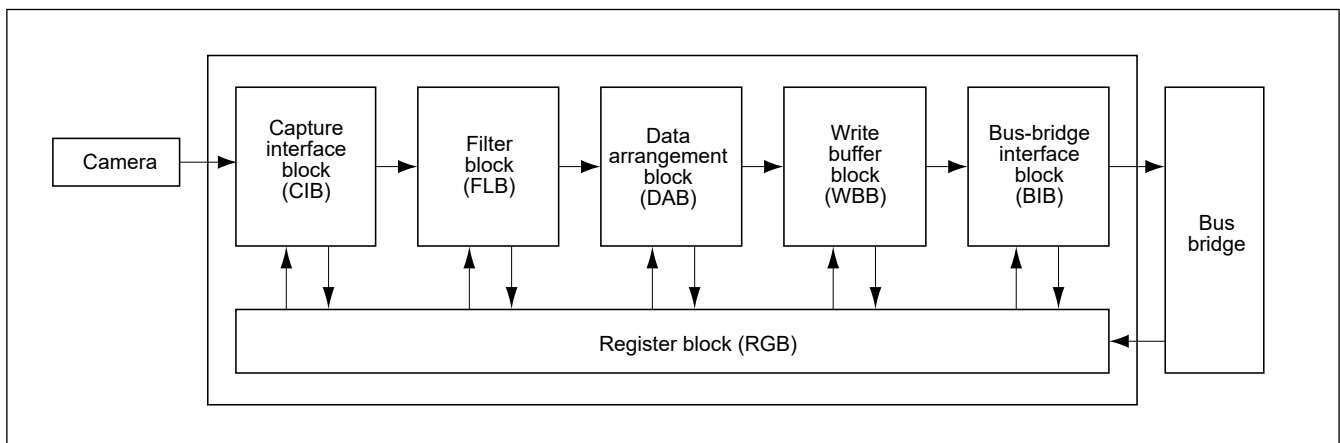 Camera
Capture
interface
block
(CIB)
Filter
block
(FLB)
Data
arrangement
block
(DAB)
Write
buffer
block
(WBB)
Bus-bridge
interface
block
(BIB)
Bus
bridge
Register block (RGB)